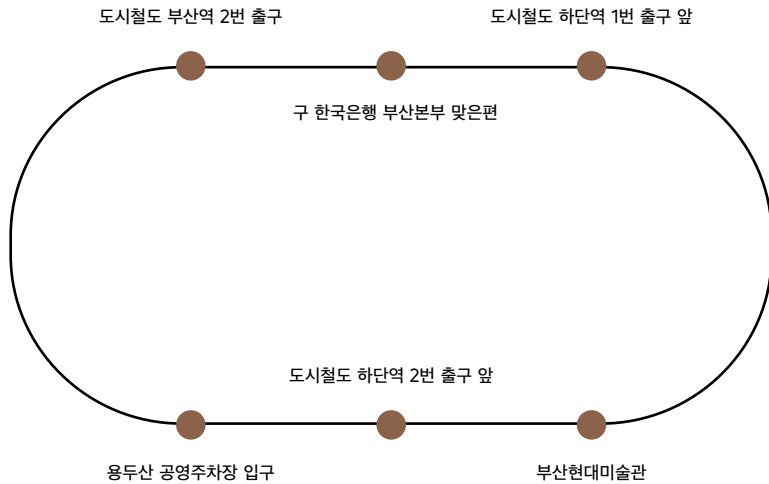 도시철도 부산역 2번 출구
도시철도 하단역 1번 출구 앞
구 한국은행 부산본부 맞은편
도시철도 하단역 2번 출구 앞
용두산 공영주차장 입구
부산현대미술관